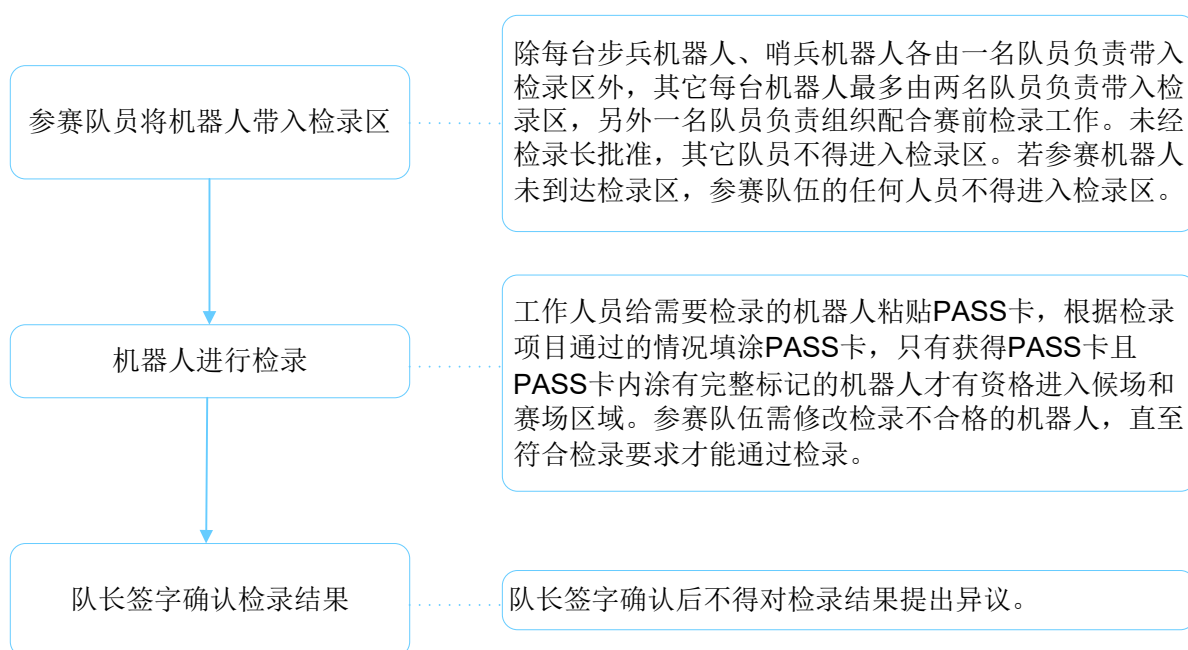 参赛队员将机器人带入检录区
除每台步兵机器人、哨兵机器人各由一名队员负责带入
检录区外，其它每台机器人最多由两名队员负责带入检
录区，另外一名队员负责组织配合赛前检录工作。未经
检录长批准，其它队员不得进入检录区。若参赛机器人
未到达检录区，参赛队伍的任何人员不得进入检录区。
机器人进行检录
工作人员给需要检录的机器人粘贴PASS卡，根据检录
项目通过的情况填涂PASS卡，只有获得PASS卡且
PASS卡内涂有完整标记的机器人才有资格进入候场和
赛场区域。参赛队伍需修改检录不合格的机器人，直至
符合检录要求才能通过检录。
队长签字确认检录结果
队长签字确认后不得对检录结果提出异议。